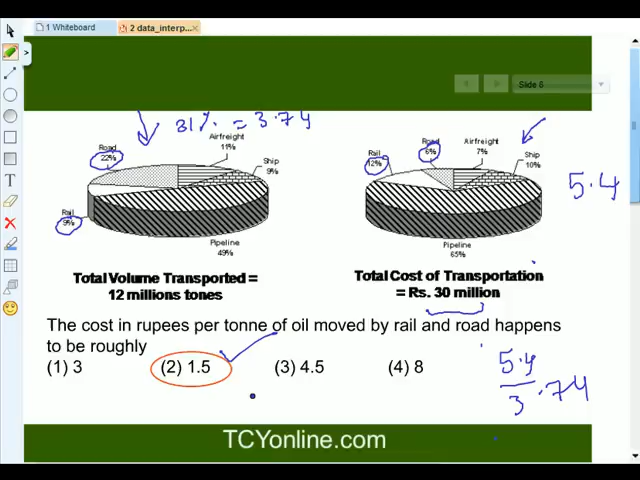 1 Whiteboard
2 data_interp...
Slide 6
31% = 3.74
Road
22%
Airfreight
11%
Ship
9%
Rail
9%
Pipeline
49%
Road
6%
Airfreight
7%
Rail
12%
Ship
10%
Pipeline
65%
5.4
Total Volume Transported =
12 millions tones
Total Cost of Transportation
= Rs. 30 million
The cost in rupees per tonne of oil moved by rail and road happens
to be roughly
(1) 3 (2) 1.5 (3) 4.5 (4) 8
5.4
3.74
TCYonline.com